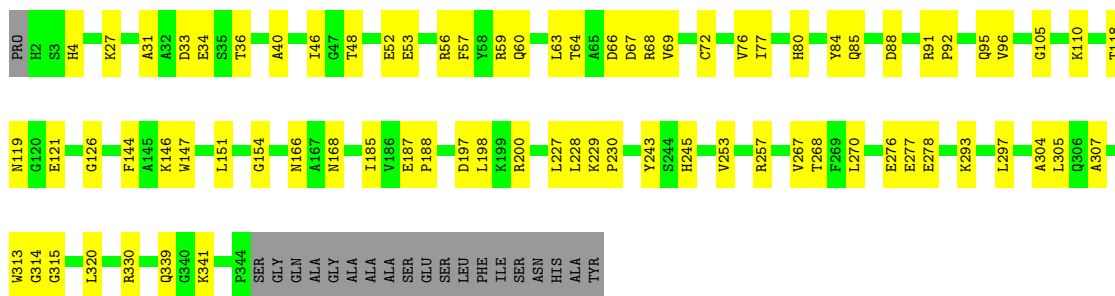 PRO H2 S3 H4 K27 A31 A32 D33 E34 S35 T36 A40 I46 G47 T48 E52 E53 R56 F57 Y58 R59 Q60 L63 T64 A65 D66 D67 R68 V69 C72 V76 I77 H80 Y84 Q85 D88 R91 P92 Q95 V96 G105 K110 T118
N119 G120 E121 G126 F144 A145 K146 W147 L151 G154 N166 A167 N168 I185 V186 E187 P188 D197 L198 K199 R200 L227 L228 K229 P230 Y243 S244 H245 V253 R257 V267 T268 F269 L270 E276 E277 E278 K293 L297 A304 L305 Q306 A307
W313 G314 G315 L320 R330 Q339 G340 K341 P344 SER GLY GLN ALA GLY ALA ALA ALA SER GLU SER LEU PHE ILE SER ASN HIS ALA TYR